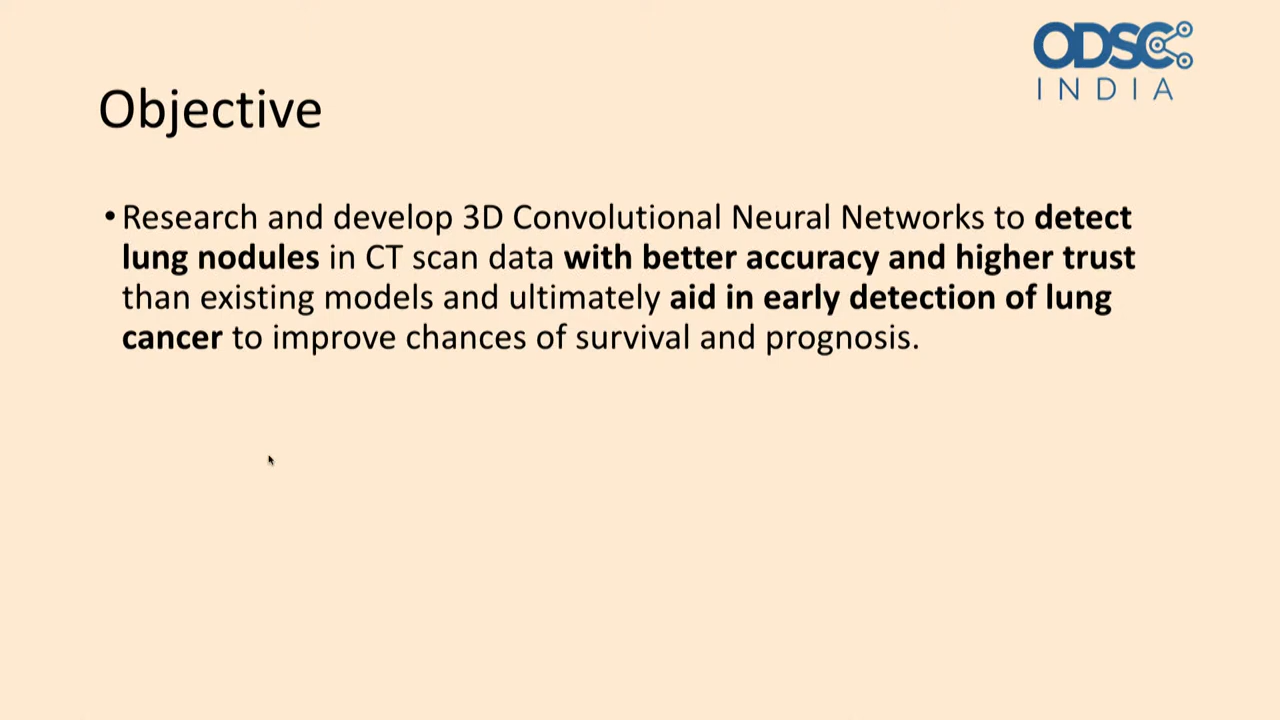 ODSC
INDIA
Objective
• Research and develop 3D Convolutional Neural Networks to detect
lung nodules in CT scan data with better accuracy and higher trust
than existing models and ultimately aid in early detection of lung
cancer to improve chances of survival and prognosis.